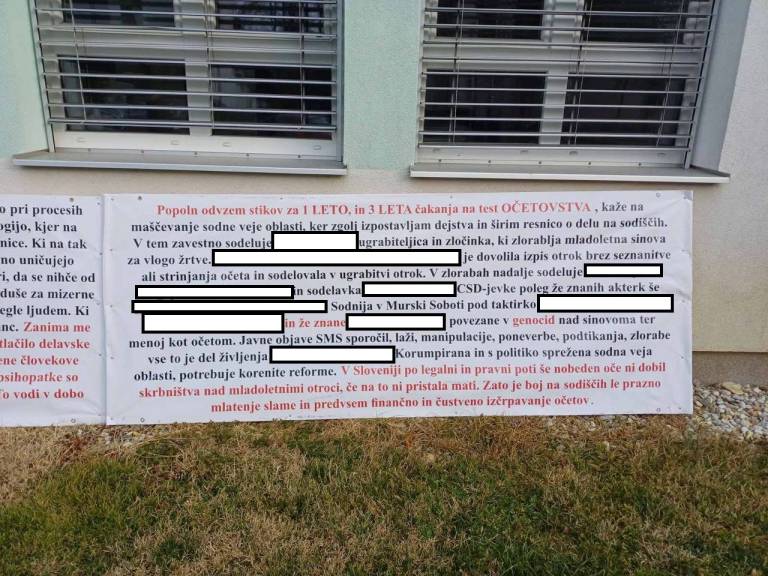 o pri procesih
ogijo, kjer na
nice. Ki na tak
no uničujejo
ri, da se nihče od
duše za mizerne
egle ljudem. Ki
nc. Zanima me
tlačilo delavske
ene človekove
psihopatke so
To vodi v dobo
Popoln odvzem stikov za 1 LETO, in 3 LETA čakanja na test OČETOVSTVA , kaže na
maščevanje sodne veje oblasti, ker zgolj izpostavljam dejstva in širim resnico o delu na sodiščih.
V tem zavestno sodeluje ugrabiteljica in zločinka, ki zlorablja mladoletna sinova
za vlogo žrtve. je dovolila izpis otrok brez seznanitve
ali strinjanja očeta in sodelovala v ugrabitvi otrok. V zlorabah nadalje sodeluje
in sodelavka CSD-jevke poleg že znanih akterk še
Sodnija v Murski Soboti pod taktirko
in že znane povezane v genocid nad sinovoma ter
menoj kot očetom. Javne objave SMS sporočil, laži, manipulacije, poneverbe, podtikanja, zlorabe
vse to je del življenja Korumpirana in s politiko sprežena sodna veja
oblasti, potrebuje korenite reforme. V Sloveniji po legalni in pravni poti še nobeden oče ni dobil
skrbništva nad mladoletnimi otroci, če na to ni pristala mati. Zato je boj na sodiščih le prazno
mlatenje slame in predvsem finančno in čustveno izčrpavanje očetov.